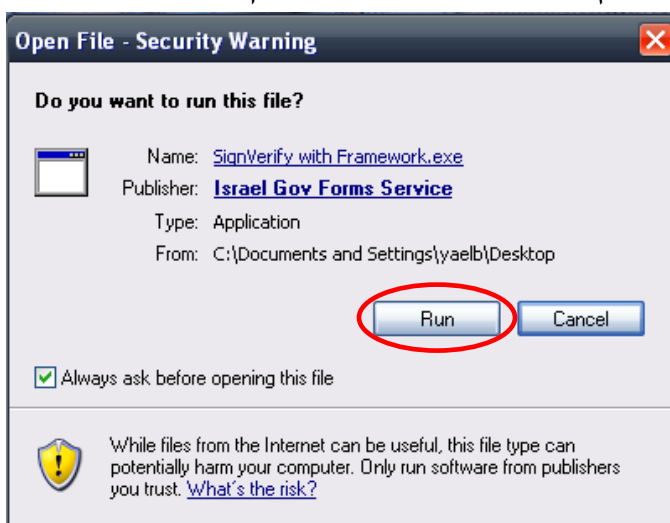 Open File - Security Warning
Do you want to run this file?
Name: SignVerify with Framework.exe
Publisher: Israel Gov Forms Service
Type: Application
From: C:\Documents and Settings\yaelb\Desktop
Run Cancel
Always ask before opening this file
While files from the Internet can be useful, this file type can
potentially harm your computer. Only run software from publishers
you trust. What's the risk?